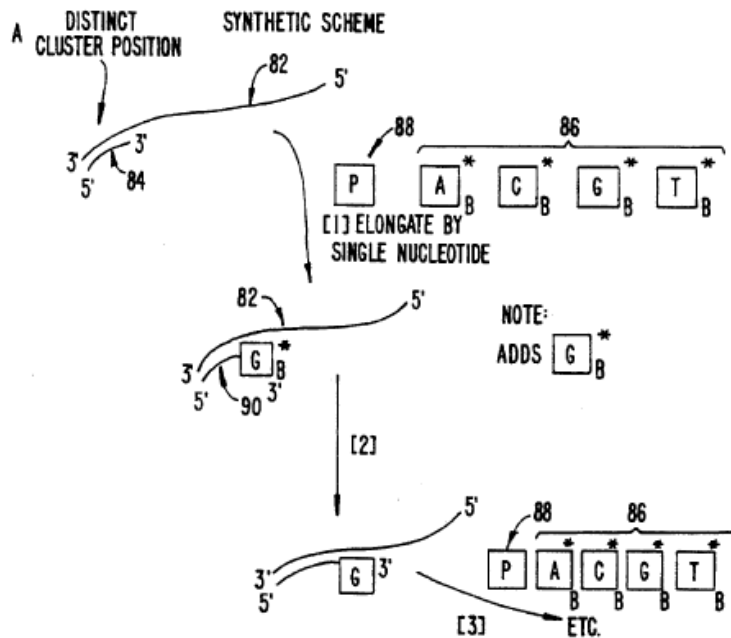 A
DISTINCT
CLUSTER POSITION
SYNTHETIC SCHEME
82
5'
3'
3'
5'
84
88
86
P
A * B
C * B
G * B
T * B
[1] ELONGATE BY
SINGLE NUCLEOTIDE
82
5'
G * B
3'
3'
5'
90
NOTE:
ADDS G * B
[2]
5'
3'
5'
G 3'
88
86
P
A * B
C * B
G * B
T * B
[3]
ETC.